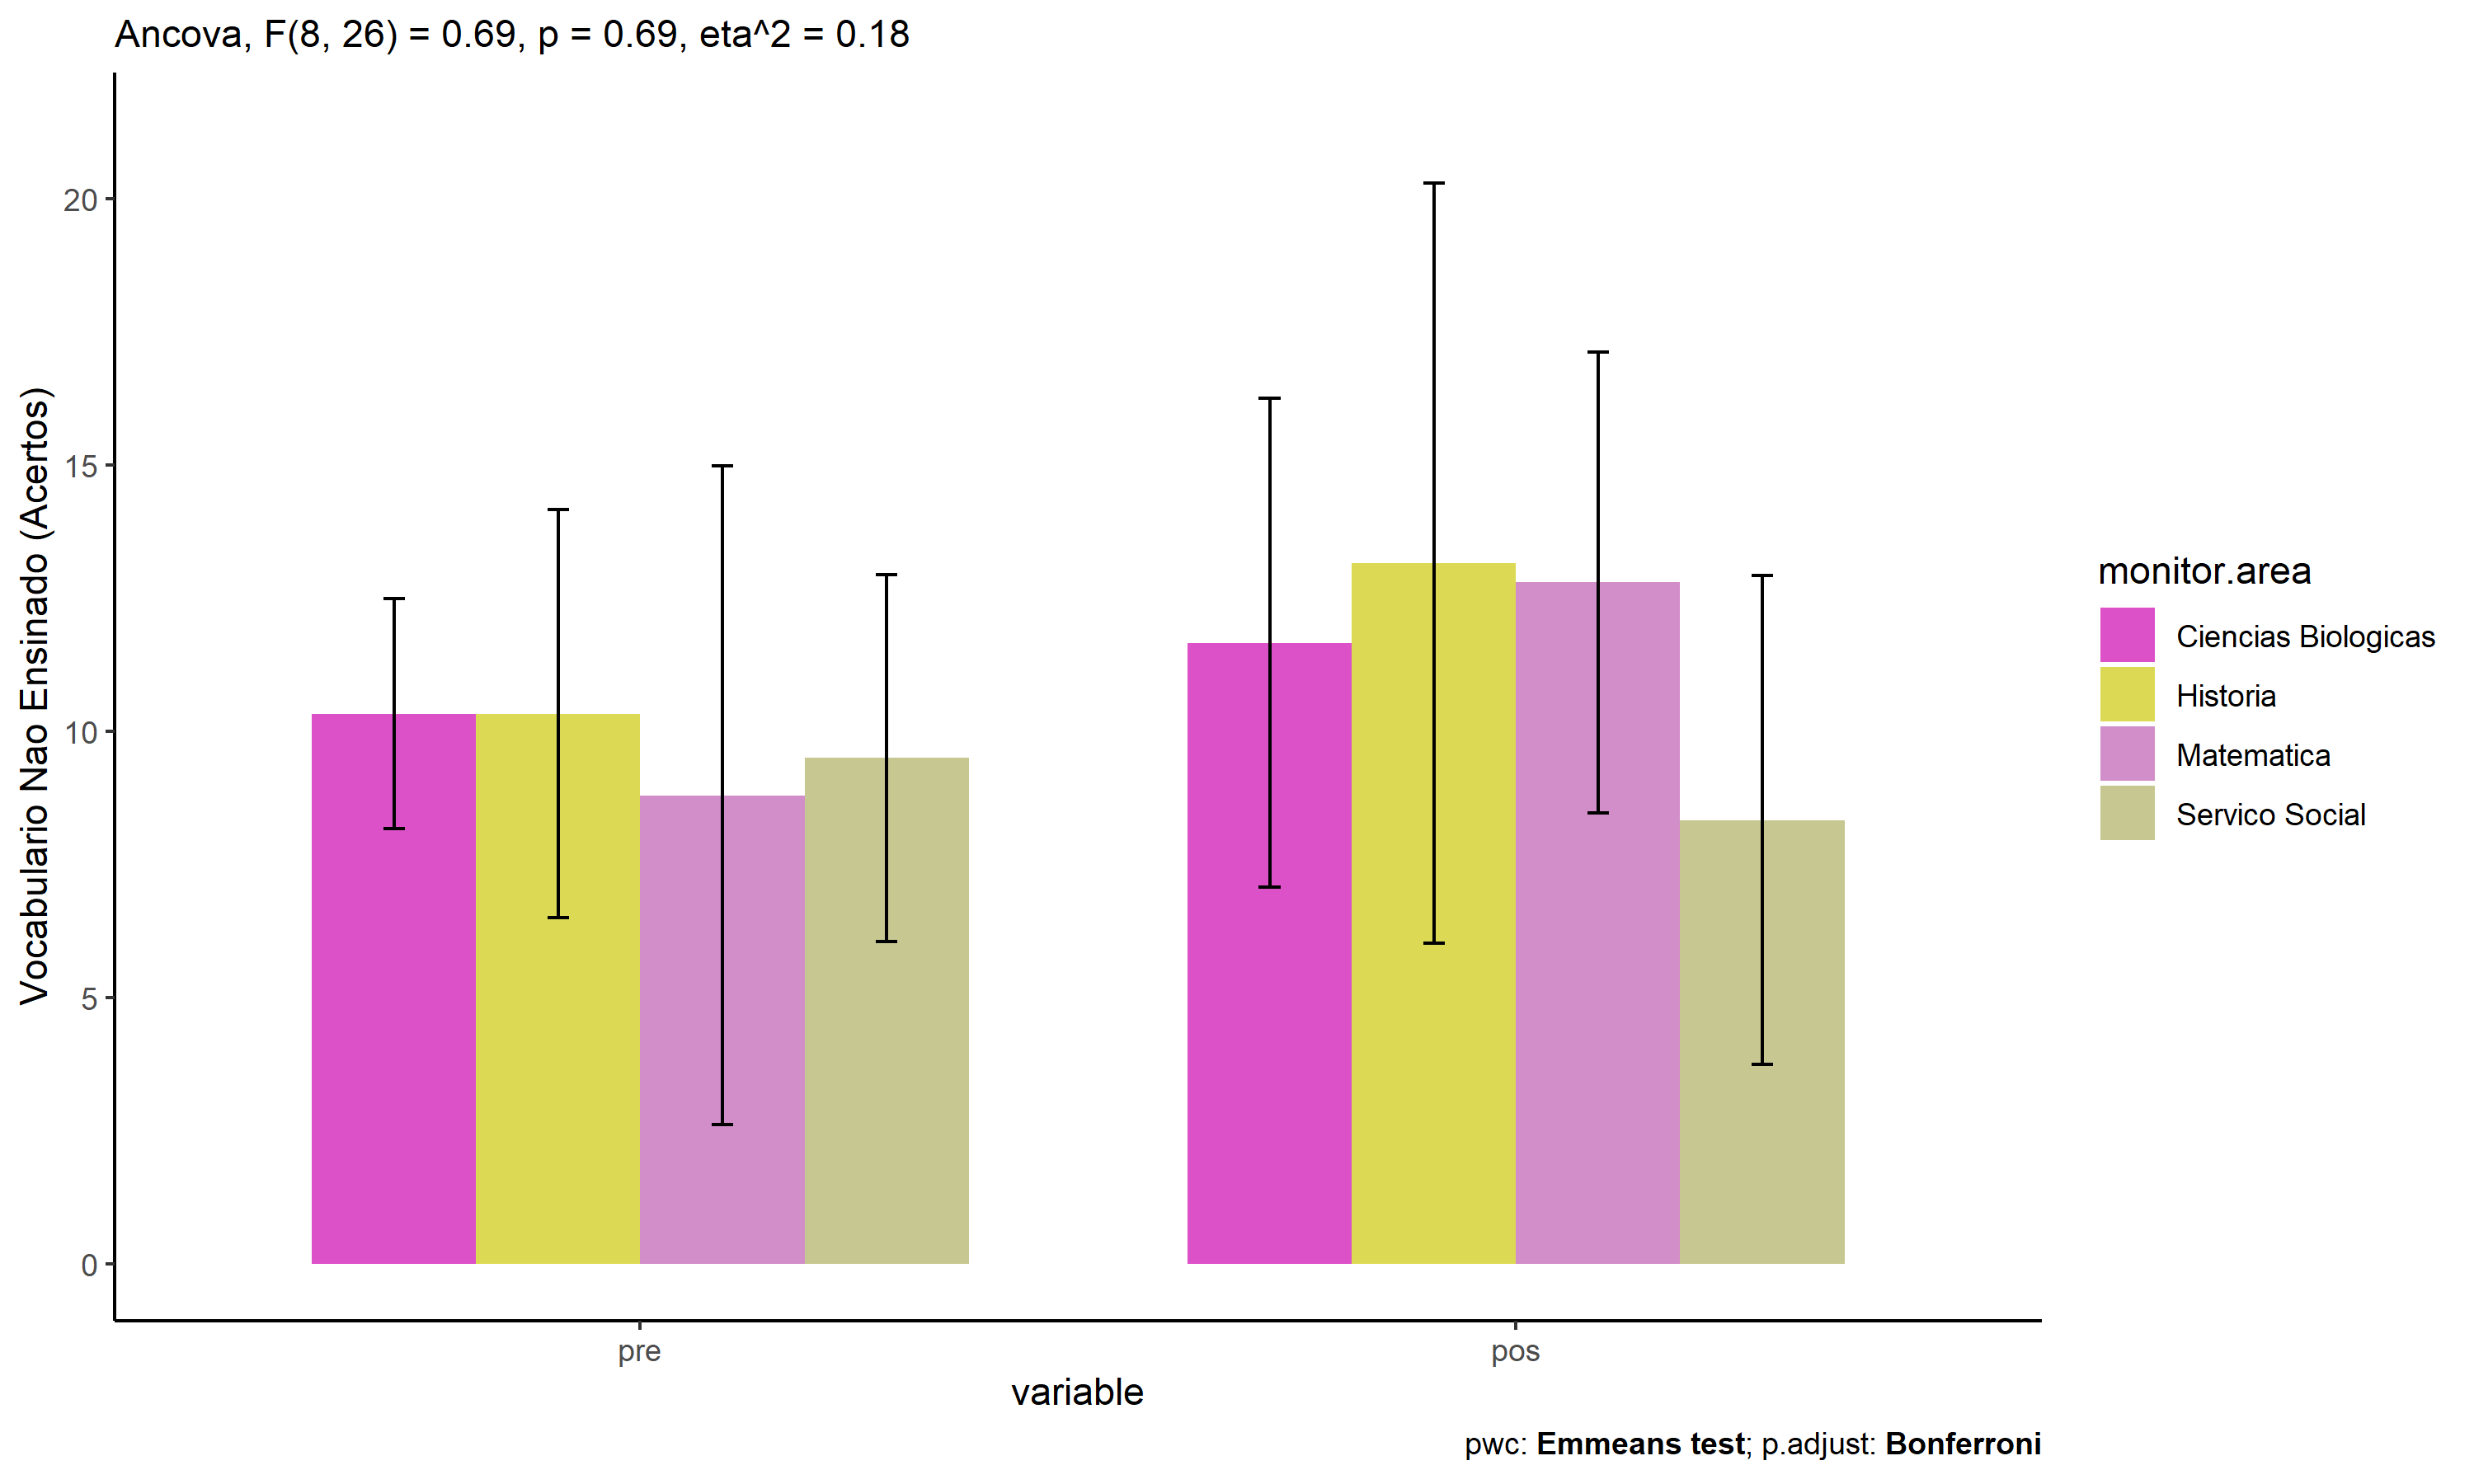 Ancova, F(8, 26) = 0.69, p = 0.69, eta^2 = 0.18
Vocabulario Nao Ensinado (Acertos)
20
15
10
5
0
pre
pos
variable
monitor.area
Ciencias Biologicas
Historia
Matematica
Servico Social
pwc: Emmeans test; p.adjust: Bonferroni